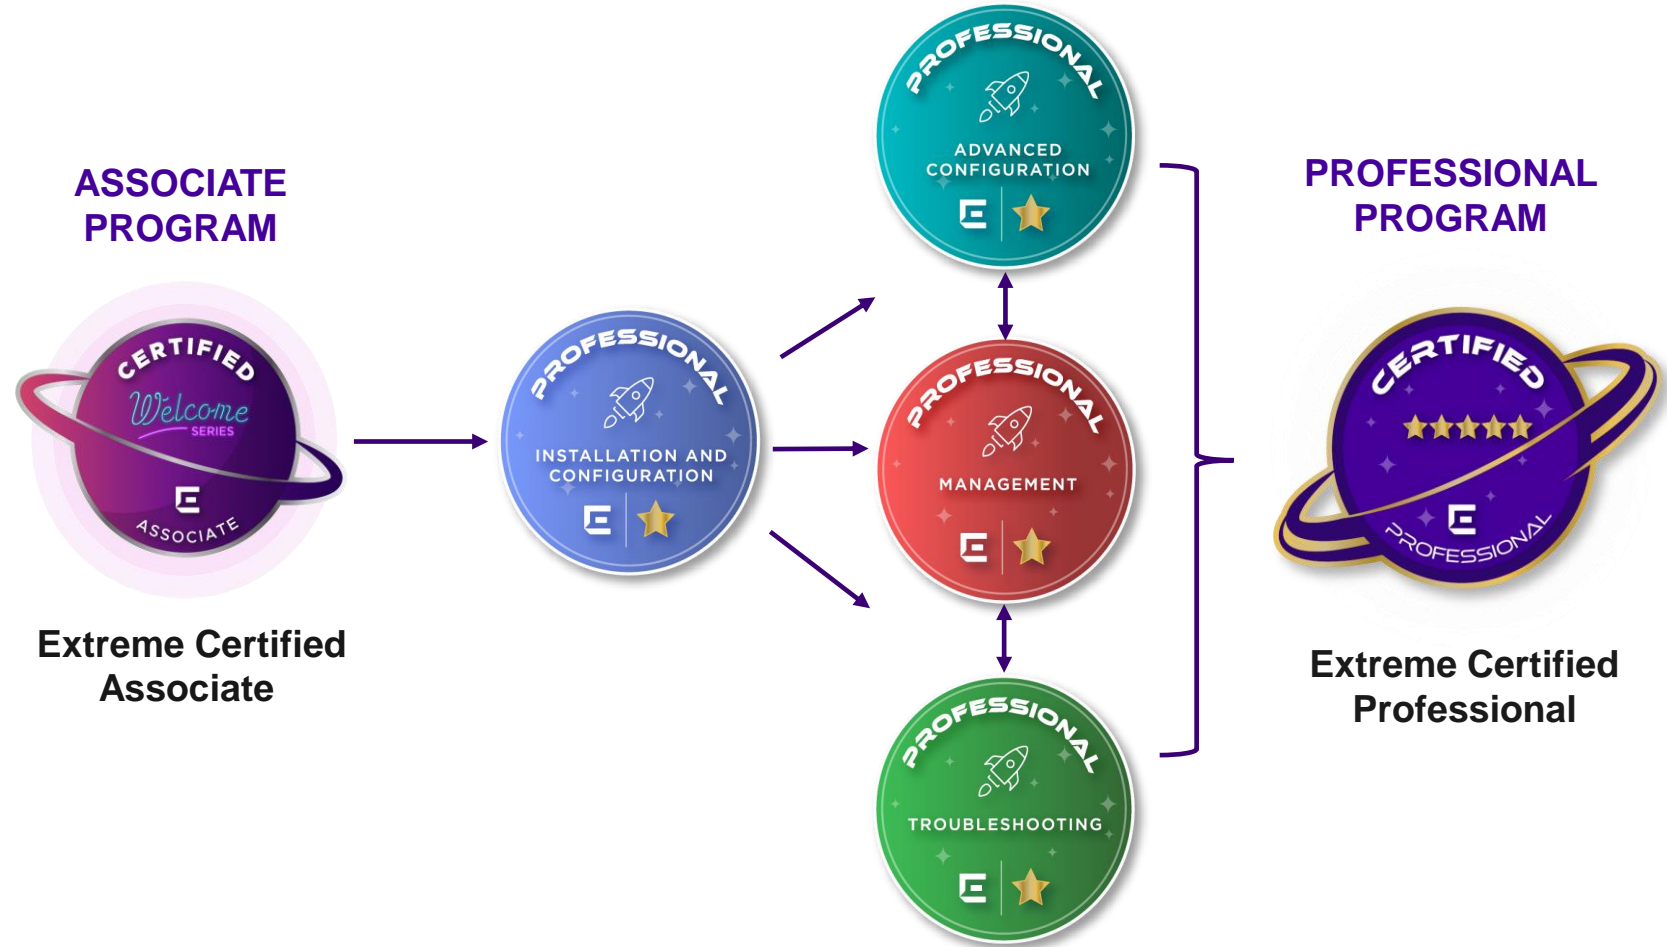 ASSOCIATE
PROGRAM
CERTIFIED
Welcome
SERIES
E
ASSOCIATE
Extreme Certified
Associate
PROFESSIONAL
INSTALLATION AND
CONFIGURATION
E
PROFESSIONAL
ADVANCED
CONFIGURATION
E
PROFESSIONAL
MANAGEMENT
E
PROFESSIONAL
TROUBLESHOOTING
E
PROFESSIONAL
PROGRAM
CERTIFIED
E
PROFESSIONAL
Extreme Certified
Professional